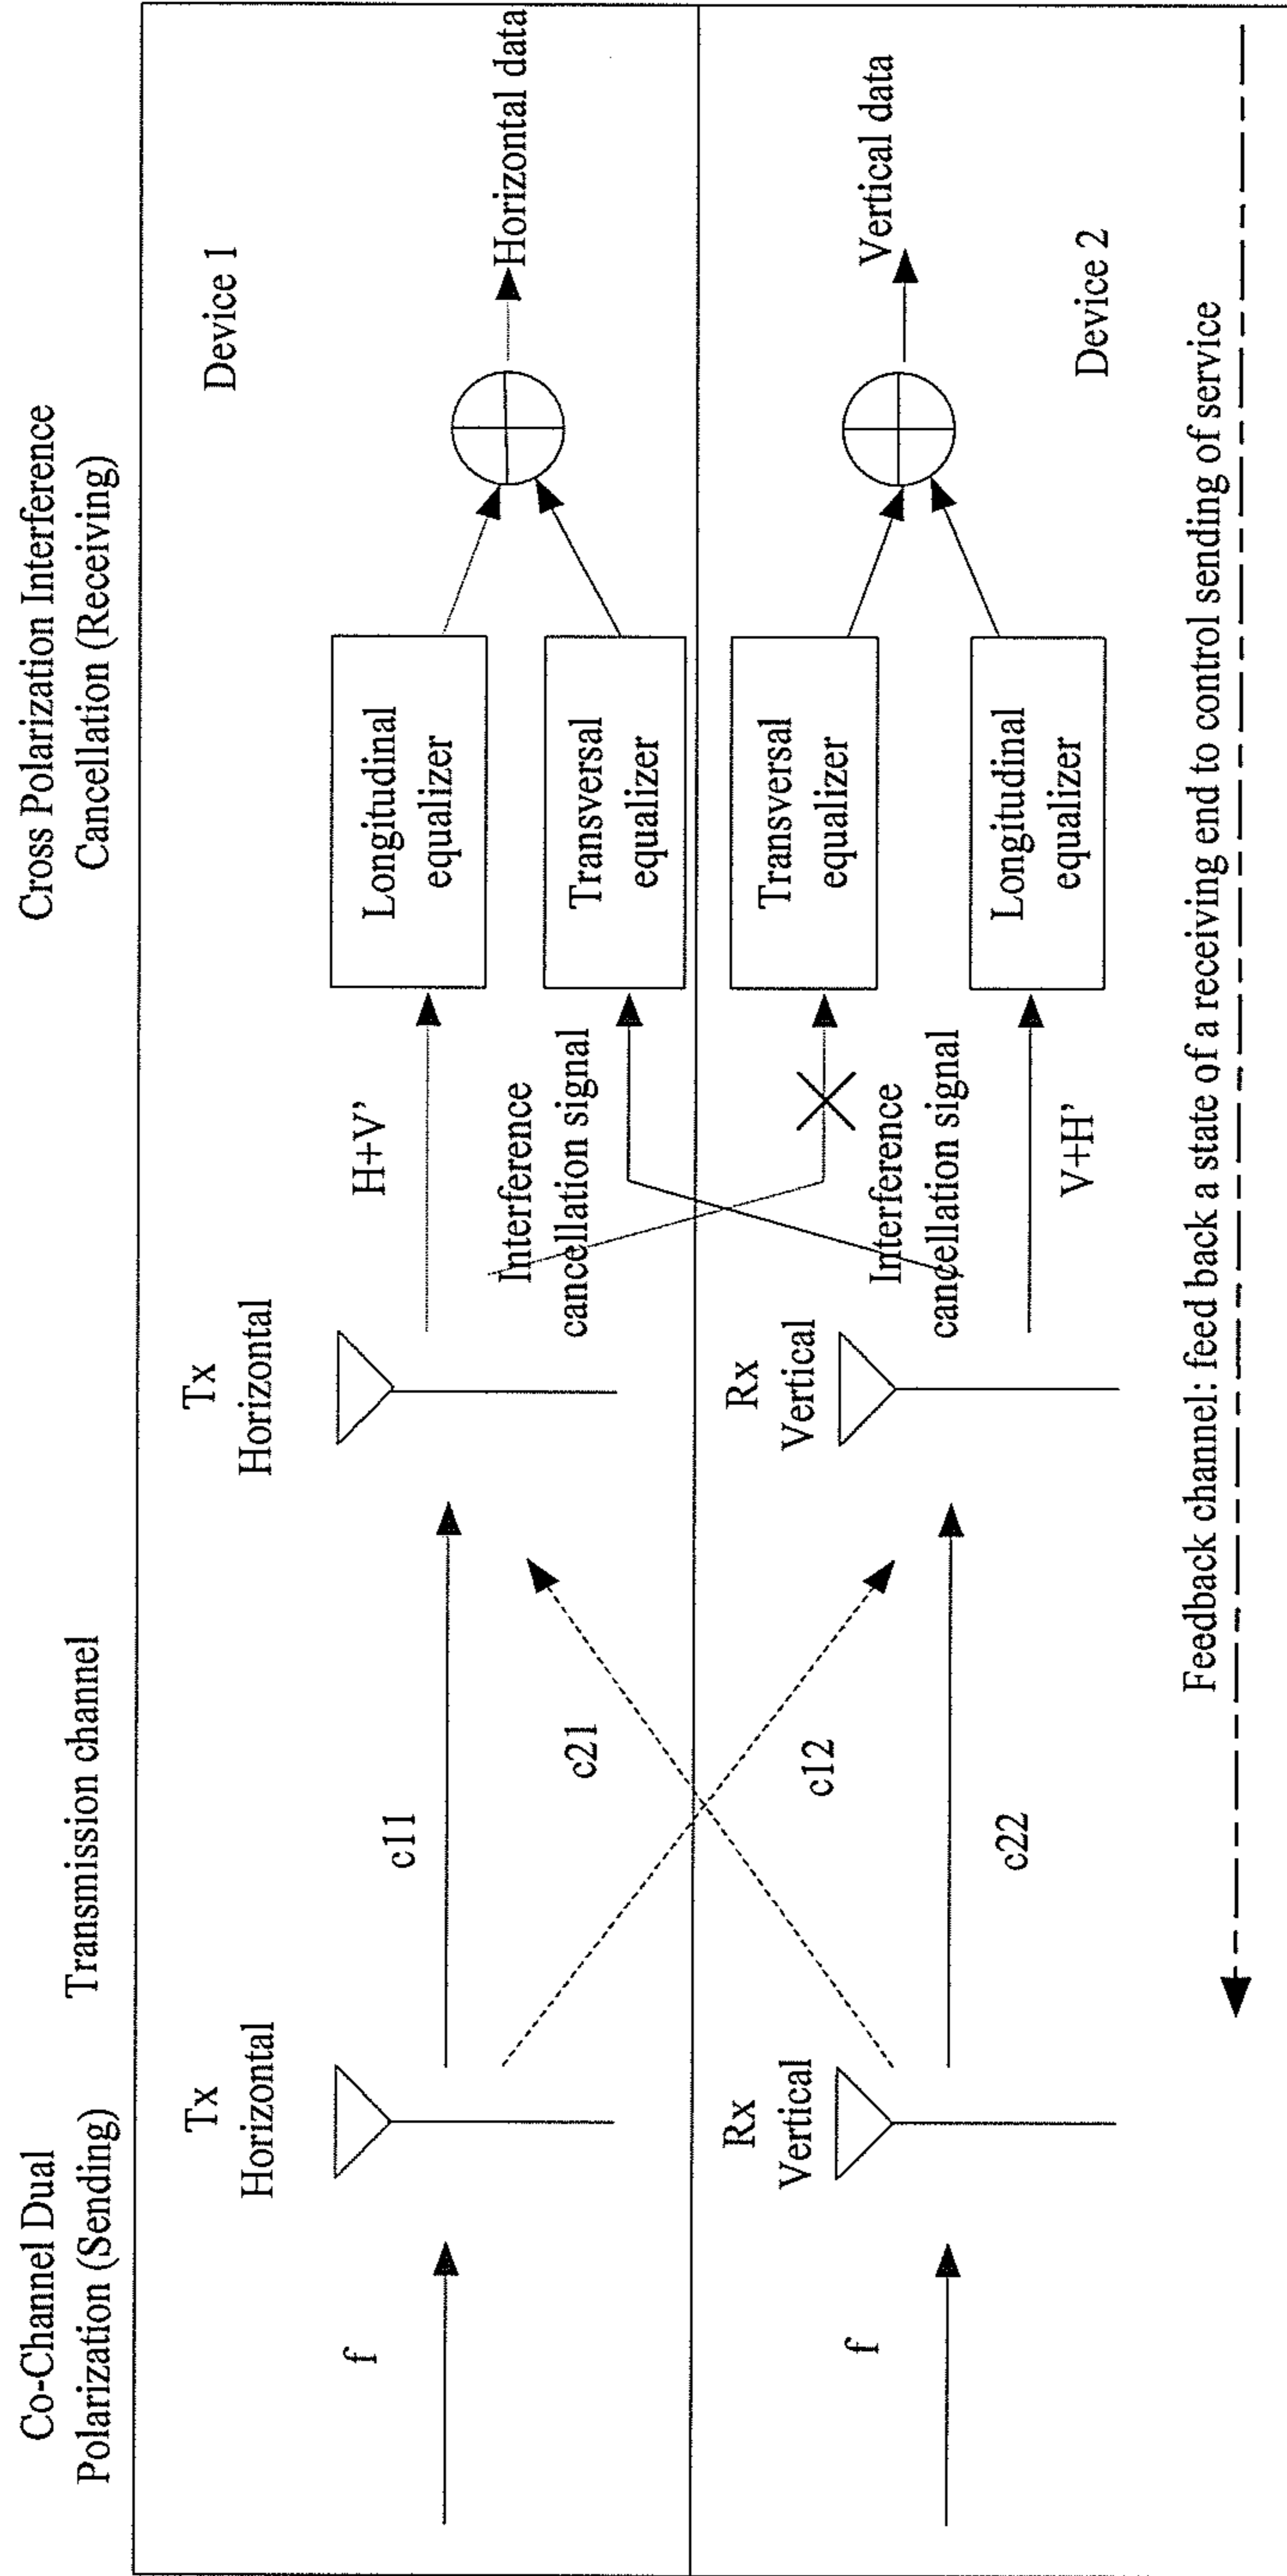 Co-Channel Dual
Polarization (Sending)
Transmission channel
Cross Polarization Interference
Cancellation (Receiving)
Device 1
Tx
Horizontal
Tx
Horizontal
f
c11
H+V'
Longitudinal
equalizer
Horizontal data
c21
Interference
cancellation signal
Transversal
equalizer
Rx
Vertical
Rx
Vertical
f
c12
c22
Interference
cancellation signal
V+H'
Transversal
equalizer
Longitudinal
equalizer
Vertical data
Device 2
Feedback channel: feed back a state of a receiving end to control sending of service